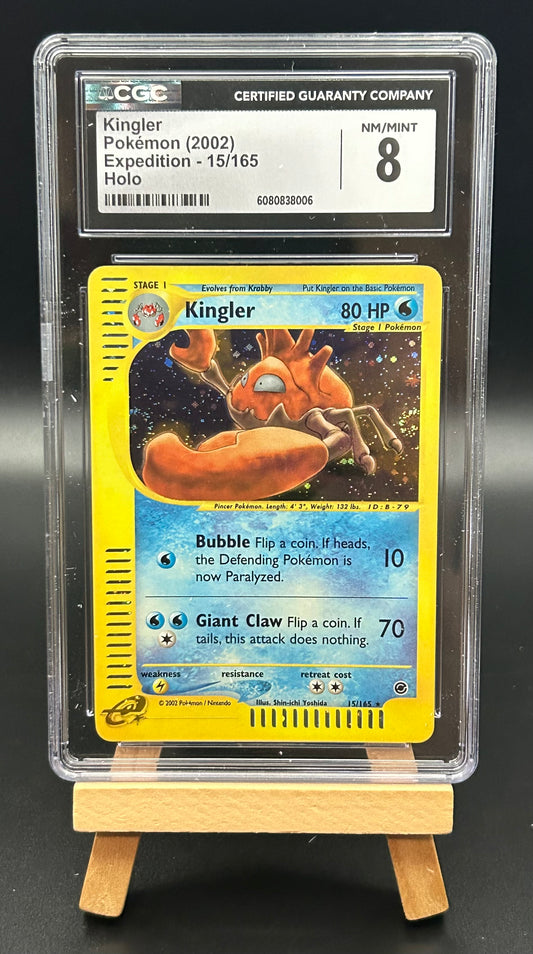 CGC
CERTIFIED GUARANTY COMPANY
Kingler
Pokémon (2002)
Expedition - 15/165
Holo
NM/MINT
8
6080838006
STAGE 1
Evolves from Krabby
Put Kingler on the Basic Pokémon
Kingler
80 HP
Stage 1 Pokémon
Pincer Pokémon. Length: 4' 3", Weight: 132 lbs. ID: B-79
Bubble Flip a coin. If heads,
the Defending Pokémon is
now Paralyzed.
10
Giant Claw Flip a coin. If
tails, this attack does nothing.
70
weakness
resistance
retreat cost
Illus. Shin-ichi Yoshida
© 2002 Pokémon / Nintendo
15/165 ★
e